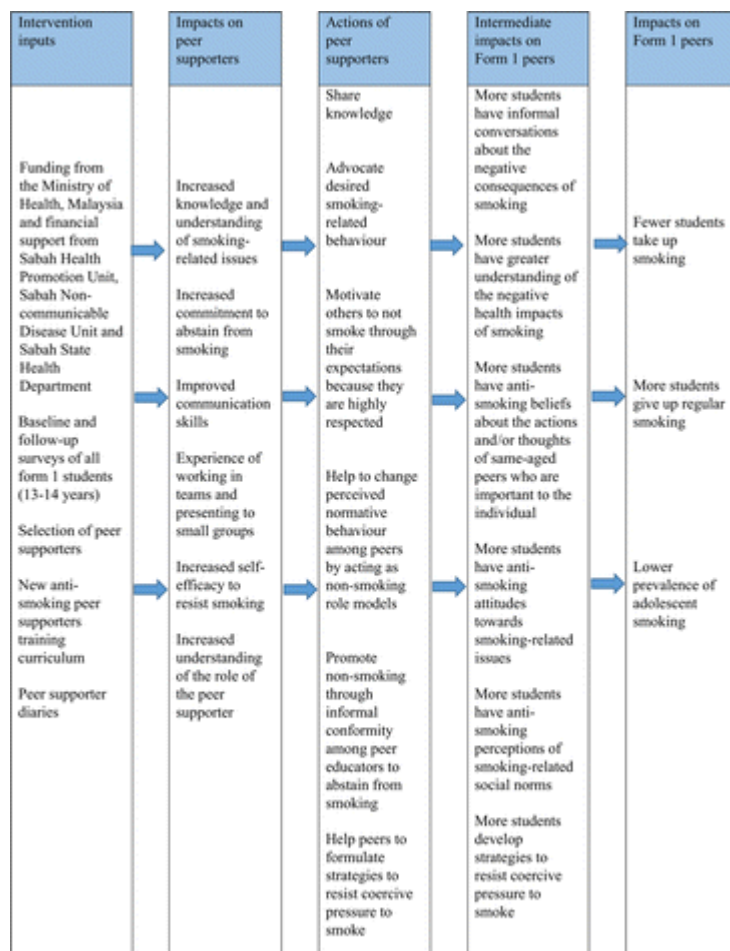 Intervention
inputs
Funding from
the Ministry of
Health, Malaysia
and financial
support from
Sabah Health
Promotion Unit,
Sabah Non-
communicable
Disease Unit and
Sabah State
Health
Department
Baseline and
follow-up
surveys of all
form 1 students
(13-14 years)
Selection of peer
supporters
New anti-
smoking peer
supporters
training
curriculum
Peer supporter
diaries
Impacts on
peer
supporters
Increased
knowledge and
understanding
of smoking-
related issues
Increased
commitment to
abstain from
smoking
Improved
communication
skills
Experience of
working in
teams and
presenting to
small groups
Increased self-
efficacy to
resist smoking
Increased
understanding
of the role of
the peer
supporter
Actions of
peer
supporters
Share
knowledge
Advocate
desired
smoking-
related
behaviour
Motivate
others to not
smoke through
their
expectations
because they
are highly
respected
Help to change
perceived
normative
behaviour
among peers
by acting as
non-smoking
role models
Promote
non-smoking
through
informal
conformity
among peer
educators to
abstain from
smoking
Help peers to
formulate
strategies to
resist coercive
pressure to
smoke
Intermediate
impacts on
Form 1 peers
More students
have informal
conversations
about the
negative
consequences of
smoking
More students
have greater
understanding of
the negative
health impacts
of smoking
More students
have anti-
smoking beliefs
about the actions
and/or thoughts
of same-aged
peers who are
important to the
individual
More students
have anti-
smoking
attitudes
towards
smoking-related
issues
More students
have anti-
smoking
perceptions of
smoking-related
social norms
More students
develop
strategies to
resist coercive
pressure to
smoke
Impacts on
Form 1 peers
Fewer students
take up
smoking
More students
give up regular
smoking
Lower
prevalence of
adolescent
smoking